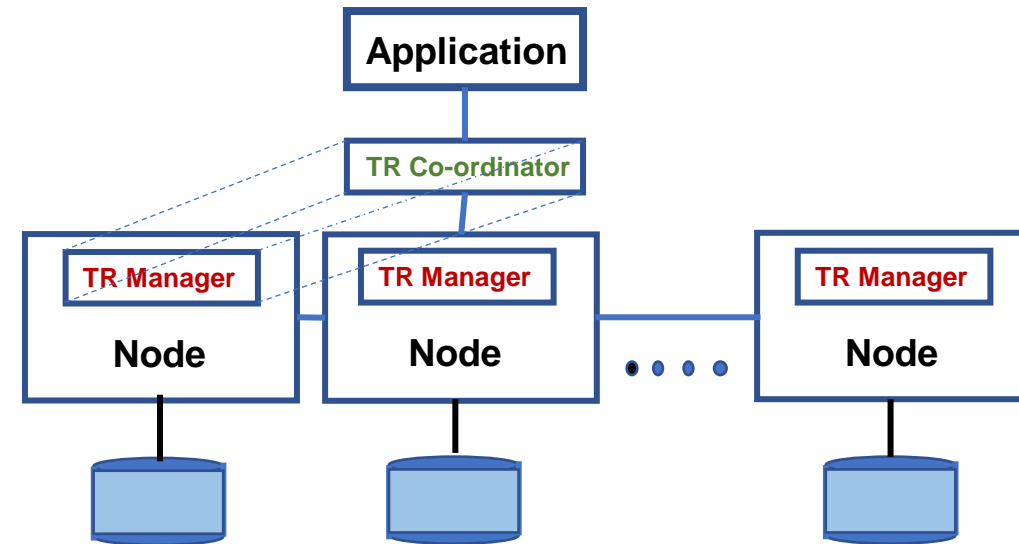 Application
TR Co-ordinator
TR Manager
TR Manager
TR Manager
Node
Node
Node